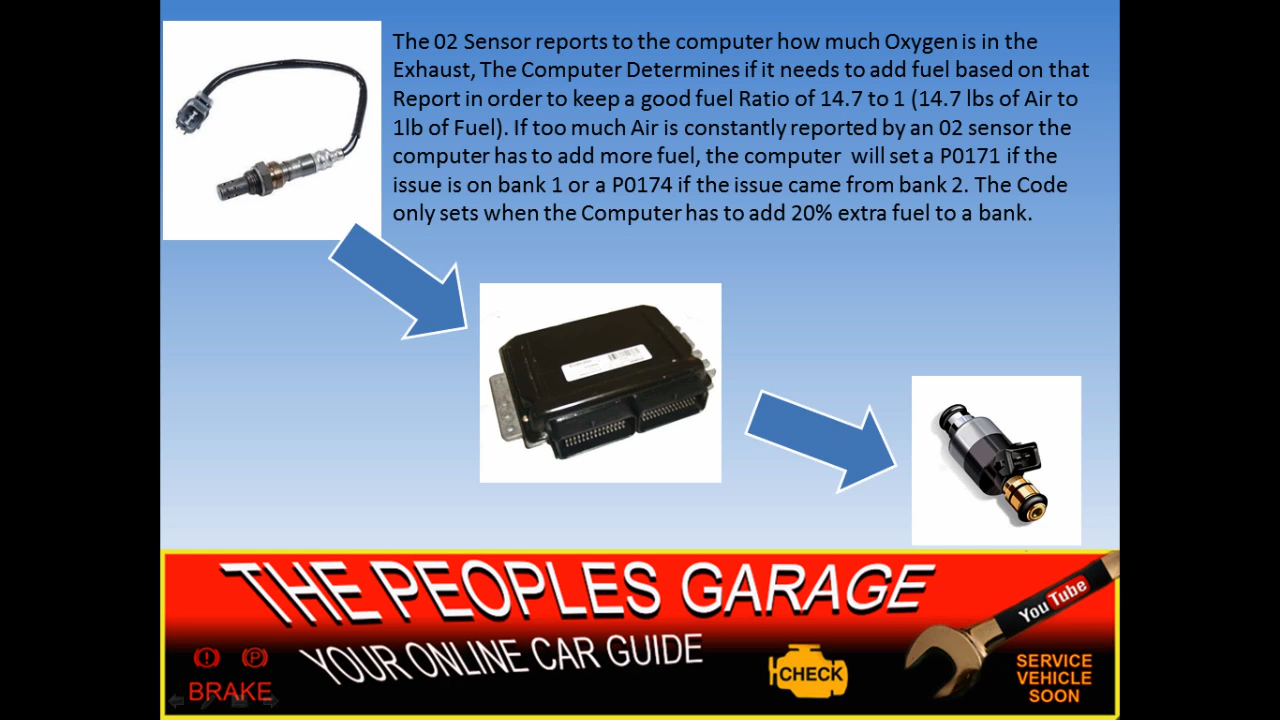 The 02 Sensor reports to the computer how much Oxygen is in the
Exhaust, The Computer Determines if it needs to add fuel based on that
Report in order to keep a good fuel Ratio of 14.7 to 1 (14.7 lbs of Air to
1lb of Fuel). If too much Air is constantly reported by an 02 sensor the
computer has to add more fuel, the computer will set a P0171 if the
issue is on bank 1 or a P0174 if the issue came from bank 2. The Code
only sets when the Computer has to add 20% extra fuel to a bank.
THE PEOPLES GARAGE
YOUR ONLINE CAR GUIDE
YouTube
BRAKE
CHECK
SERVICE
VEHICLE
SOON